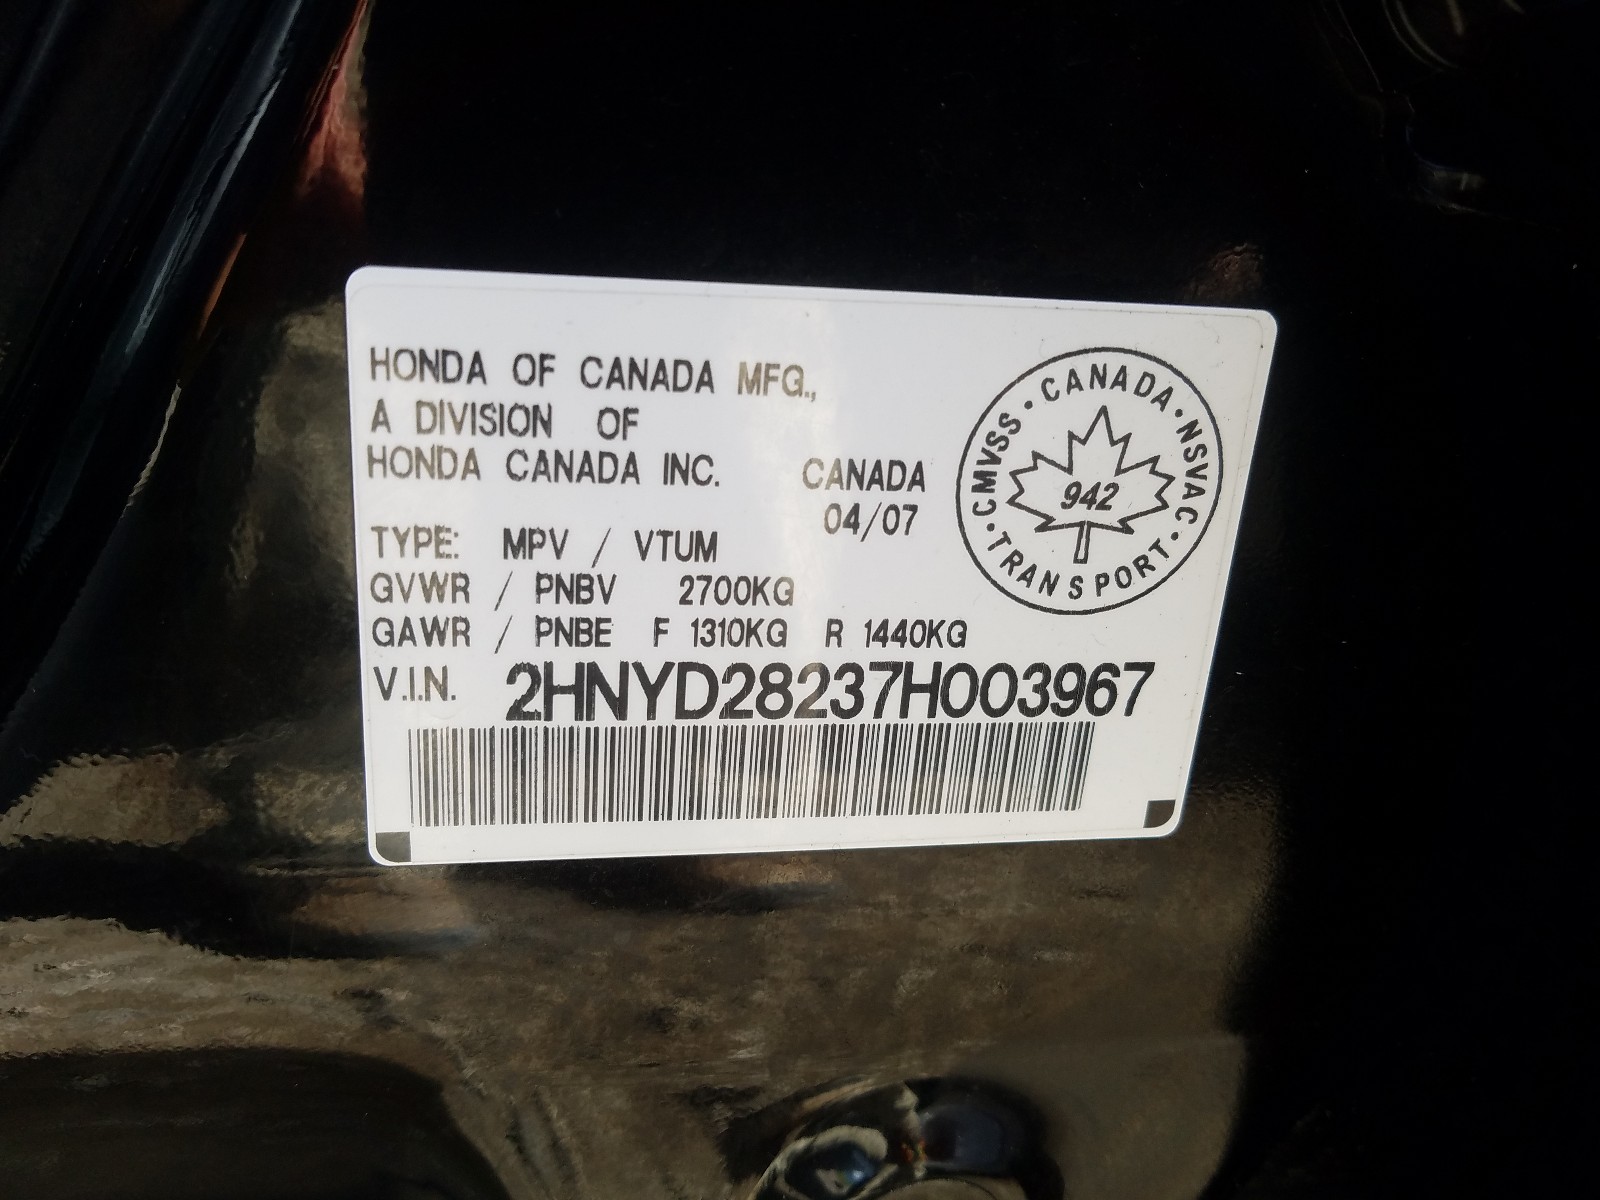 HONDA OF CANADA MFG.,
A DIVISION OF
HONDA CANADA INC.
CANADA
04/07
TYPE: MPV / VTUM
GVWR / PNBV 2700KG
GAWR / PNBE F 1310KG R 1440KG
V.I.N. 2HNYD28237H003967
CANADA · NSVAC · TRANSPORT · CMVSS ·
942